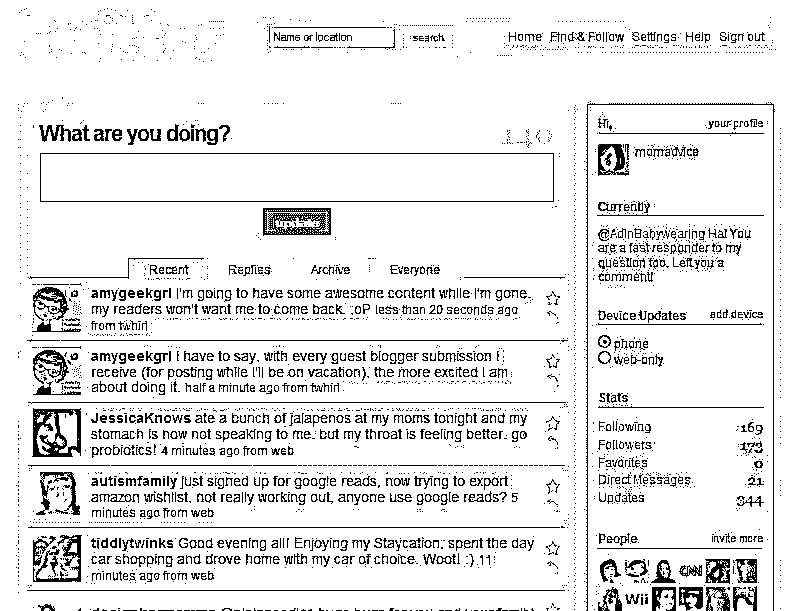 Name or location search Home Find & Follow Settings Help Sign out
What are you doing? 140
Recent Replies Archive Everyone
amygeekgrl I'm going to have some awesome content while I'm gone,
my readers won't want me to come back. :oP less than 20 seconds ago
from twhirl
amygeekgrl I have to say, with every guest blogger submission I
receive (for posting while I'll be on vacation), the more excited I am
about doing it. half a minute ago from twhirl
JessicaKnows ate a bunch of jalapenos at my moms tonight and my
stomach is now not speaking to me. but my throat is feeling better. go
probiotics! 4 minutes ago from web
autismfamily just signed up for google reads, now trying to export
amazon wishlist, not really working out, anyone use google reads? 5
minutes ago from web
tiddlytwinks Good evening all! Enjoying my Staycation; spent the day
car shopping and drove home with my car of choice. Woot! :) 11
minutes ago from web
Hi, your profile
momadvice
Currently
@AdinBabywearing Ha! You
are a fast responder to my
question too. Left you a
comment!
Device Updates add device
phone
web-only
Stats
Following 169
Followers 173
Favorites 0
Direct Messages 21
Updates 344
People invite more
CNN
Wii